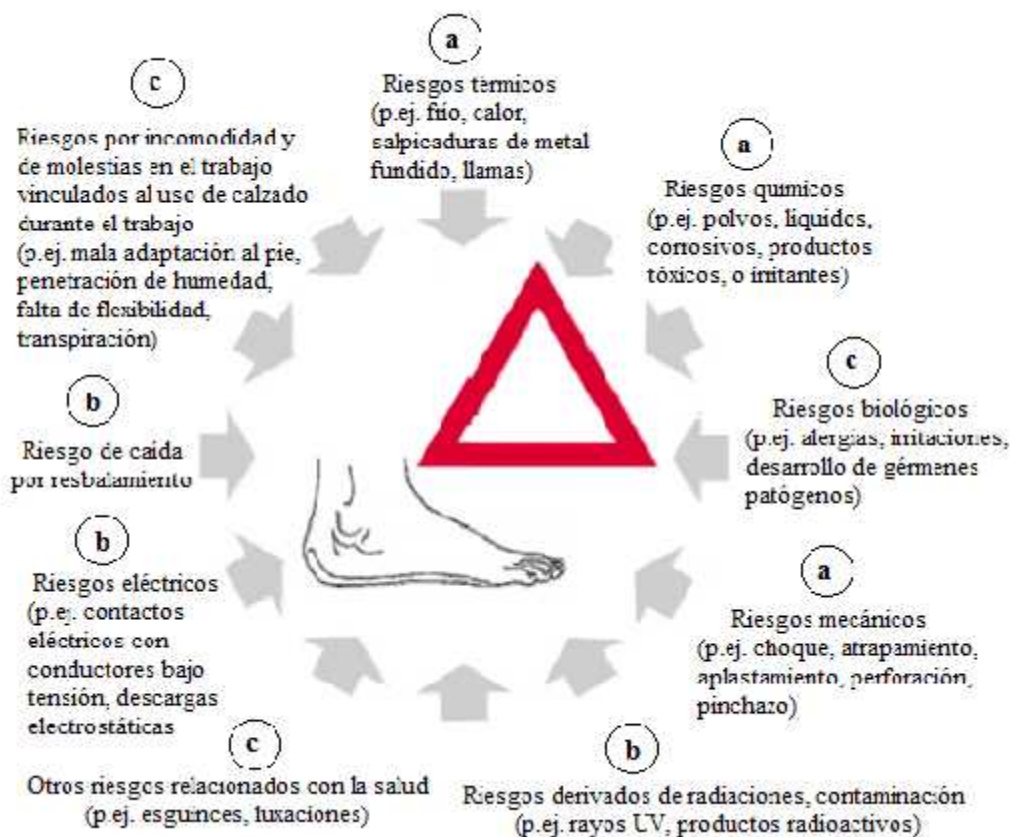 a
Riesgos térmicos
(p.ej. frío, calor,
salpicaduras de metal
fundido, llamas)
a
Riesgos químicos
(p.ej. polvos, líquidos,
corrosivos, productos
tóxicos, o irritantes)
c
Riesgos biológicos
(p.ej. alergias, irritaciones,
desarrollo de gérmenes
patógenos)
a
Riesgos mecánicos
(p.ej. choque, atrapamiento,
aplastamiento, perforación,
pinchazo)
b
Riesgos derivados de radiaciones, contaminación
(p.ej. rayos UV, productos radioactivos)
c
Otros riesgos relacionados con la salud
(p.ej. esguinces, luxaciones)
b
Riesgos eléctricos
(p.ej. contactos
eléctricos con
conductores bajo
tensión, descargas
electrostáticas
b
Riesgo de caída
por resbalamiento
c
Riesgos por incomodidad y
de molestias en el trabajo
vinculados al uso de calzado
durante el trabajo
(p.ej. mala adaptación al pie,
penetración de humedad,
falta de flexibilidad,
transpiración)